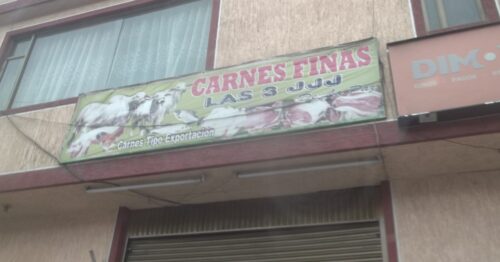 CARNES FINAS
LAS 3 JJJ
Carnes Tipo Exportación
DIM